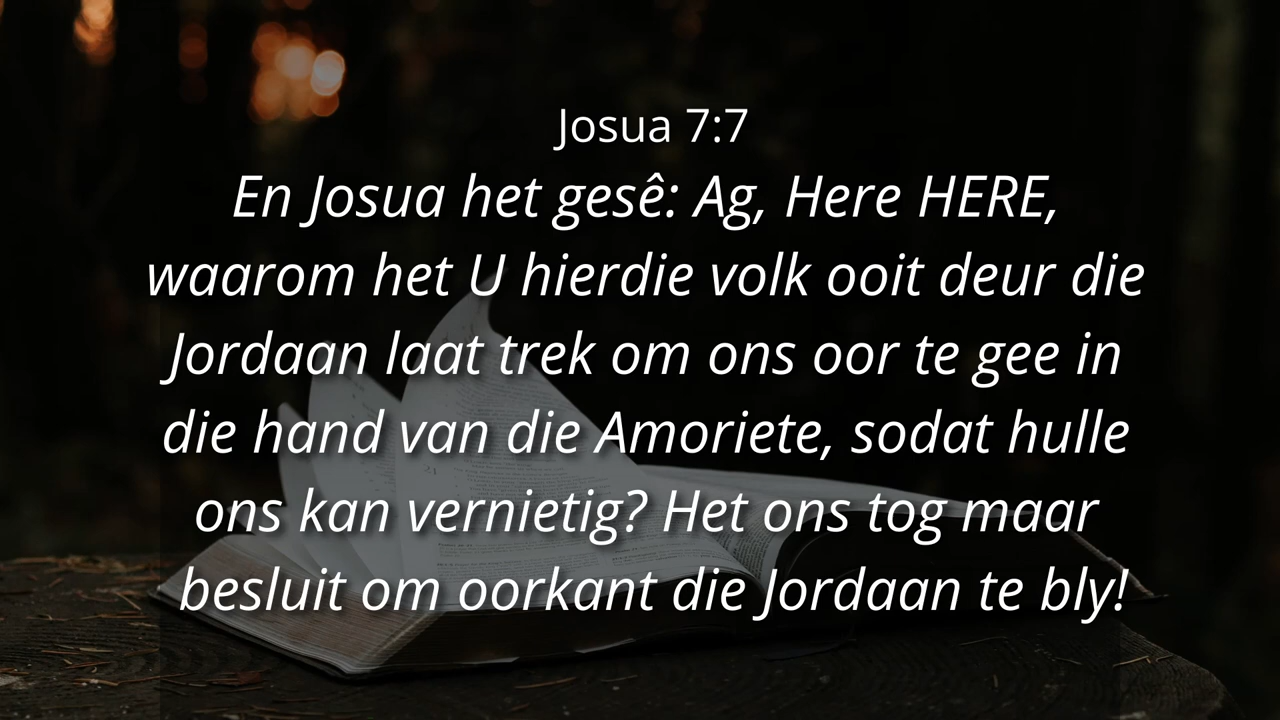 Josua 7:7
En Josua het gesê: Ag, Here HERE,
waarom het U hierdie volk ooit deur die
Jordaan laat trek om ons oor te gee in
die hand van die Amoriete, sodat hulle
ons kan vernietig? Het ons tog maar
besluit om oorkant die Jordaan te bly!